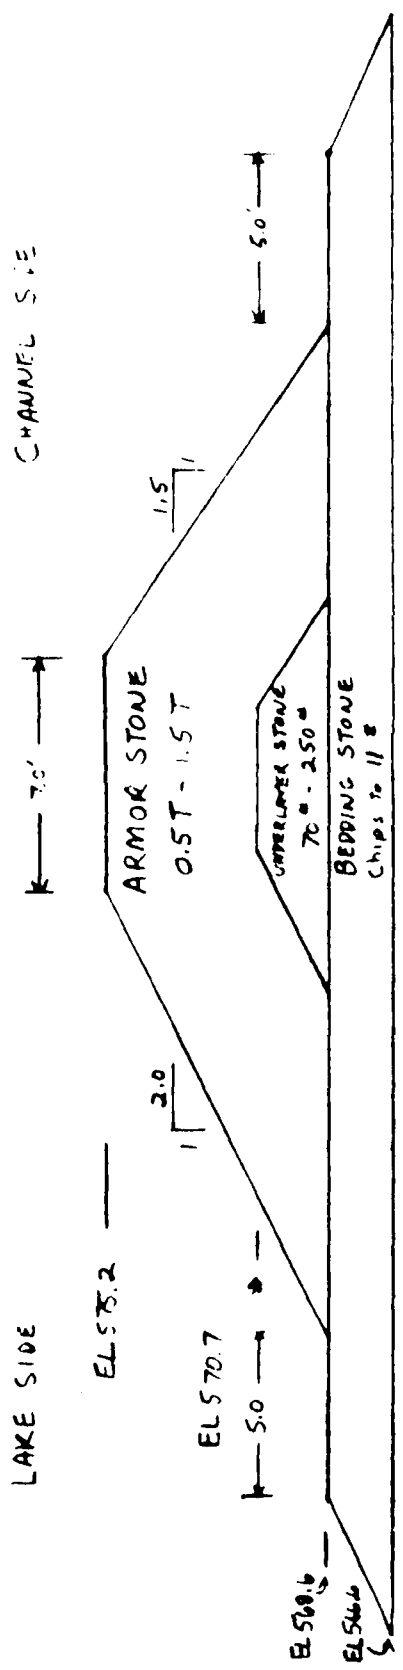 LAKE SIDE
CHANNEL SIDE
7.0'
EL 575.2
ARMOR STONE
0.5T - 1.5T
2.0
1
1.5
1
EL 570.7
5.0
5.0'
UNDERLAYER STONE
70# - 250#
EL 568.6
BEDDING STONE
Chips to 11#
EL 566.6